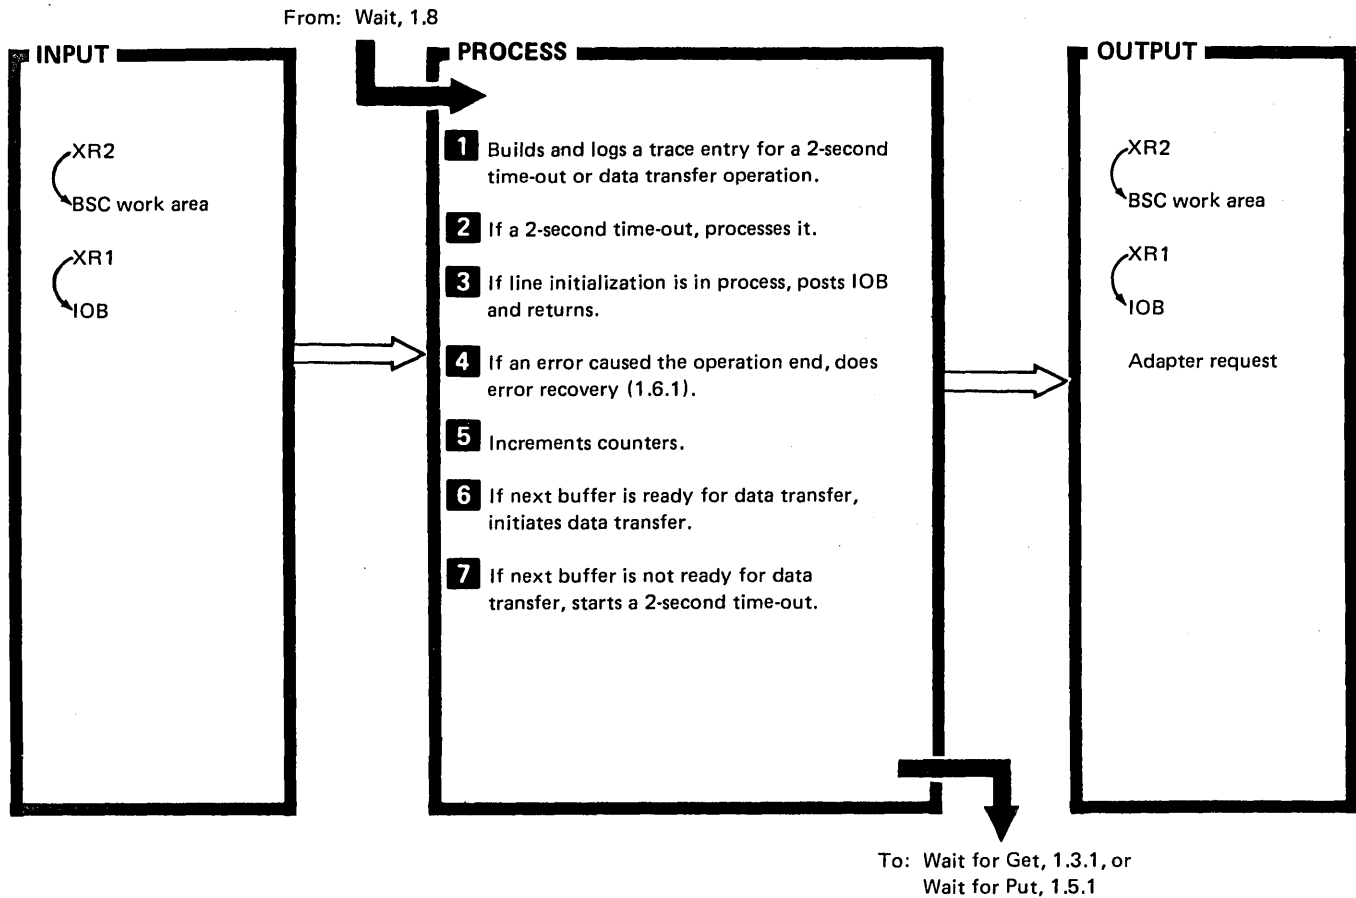 From: Wait, 1.8
INPUT
XR2
BSC work area
XR1
IOB
PROCESS
1 Builds and logs a trace entry for a 2-second
time-out or data transfer operation.
2 If a 2-second time-out, processes it.
3 If line initialization is in process, posts IOB
and returns.
4 If an error caused the operation end, does
error recovery (1.6.1).
5 Increments counters.
6 If next buffer is ready for data transfer,
initiates data transfer.
7 If next buffer is not ready for data
transfer, starts a 2-second time-out.
OUTPUT
XR2
BSC work area
XR1
IOB
Adapter request
To: Wait for Get, 1.3.1, or
Wait for Put, 1.5.1